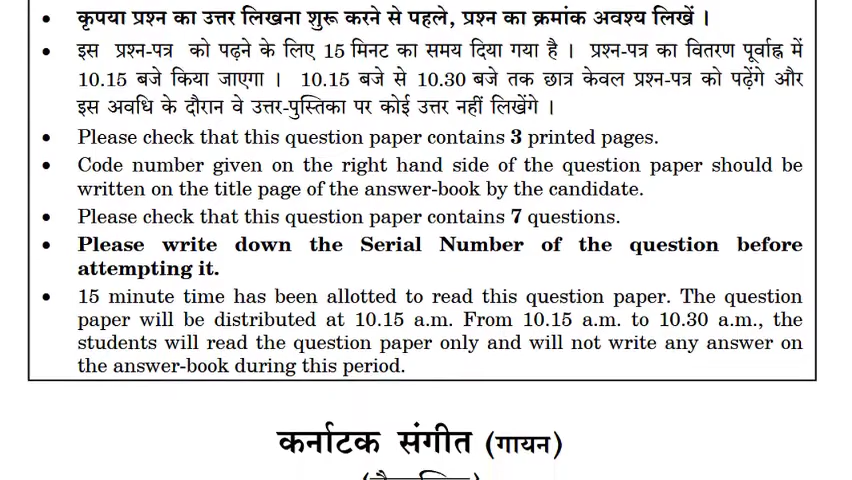 • कृपया प्रश्न का उत्तर लिखना शुरू करने से पहले, प्रश्न का क्रमांक अवश्य लिखें ।
• इस प्रश्न-पत्र को पढ़ने के लिए 15 मिनट का समय दिया गया है । प्रश्न-पत्र का वितरण पूर्वाह्न में
10.15 बजे किया जाएगा । 10.15 बजे से 10.30 बजे तक छात्र केवल प्रश्न-पत्र को पढ़ेंगे और
इस अवधि के दौरान वे उत्तर-पुस्तिका पर कोई उत्तर नहीं लिखेंगे ।
• Please check that this question paper contains 3 printed pages.
• Code number given on the right hand side of the question paper should be
written on the title page of the answer-book by the candidate.
• Please check that this question paper contains 7 questions.
• Please write down the Serial Number of the question before
attempting it.
• 15 minute time has been allotted to read this question paper. The question
paper will be distributed at 10.15 a.m. From 10.15 a.m. to 10.30 a.m., the
students will read the question paper only and will not write any answer on
the answer-book during this period.
कर्नाटक संगीत (गायन)